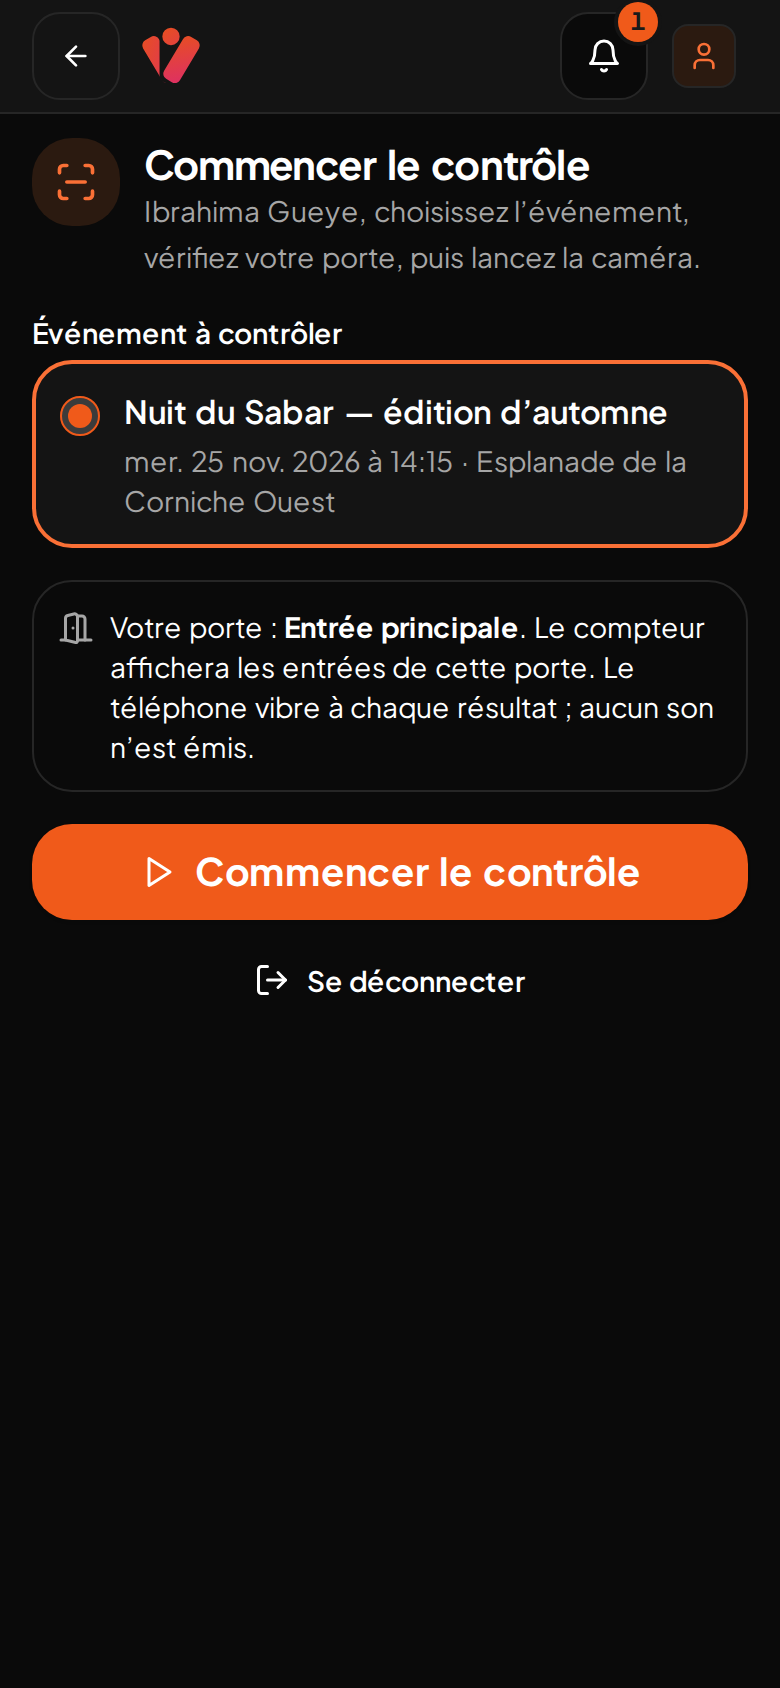 1
Commencer le contrôle
Ibrahima Gueye, choisissez l’événement,
vérifiez votre porte, puis lancez la caméra.
Événement à contrôler
Nuit du Sabar — édition d’automne
mer. 25 nov. 2026 à 14:15 · Esplanade de la
Corniche Ouest
Votre porte : Entrée principale. Le compteur
affichera les entrées de cette porte. Le
téléphone vibre à chaque résultat ; aucun son
n’est émis.
Commencer le contrôle
Se déconnecter